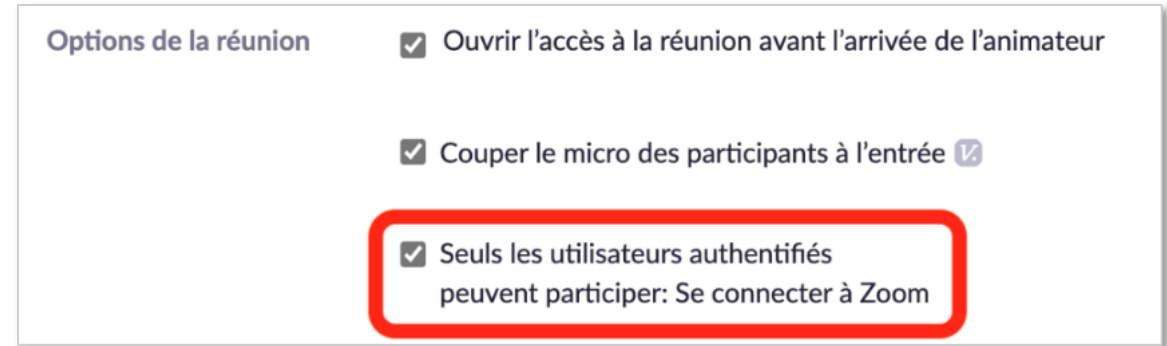 Options de la réunion
Ouvrir l’accès à la réunion avant l’arrivée de l’animateur
Couper le micro des participants à l’entrée V.
Seuls les utilisateurs authentifiés
peuvent participer: Se connecter à Zoom